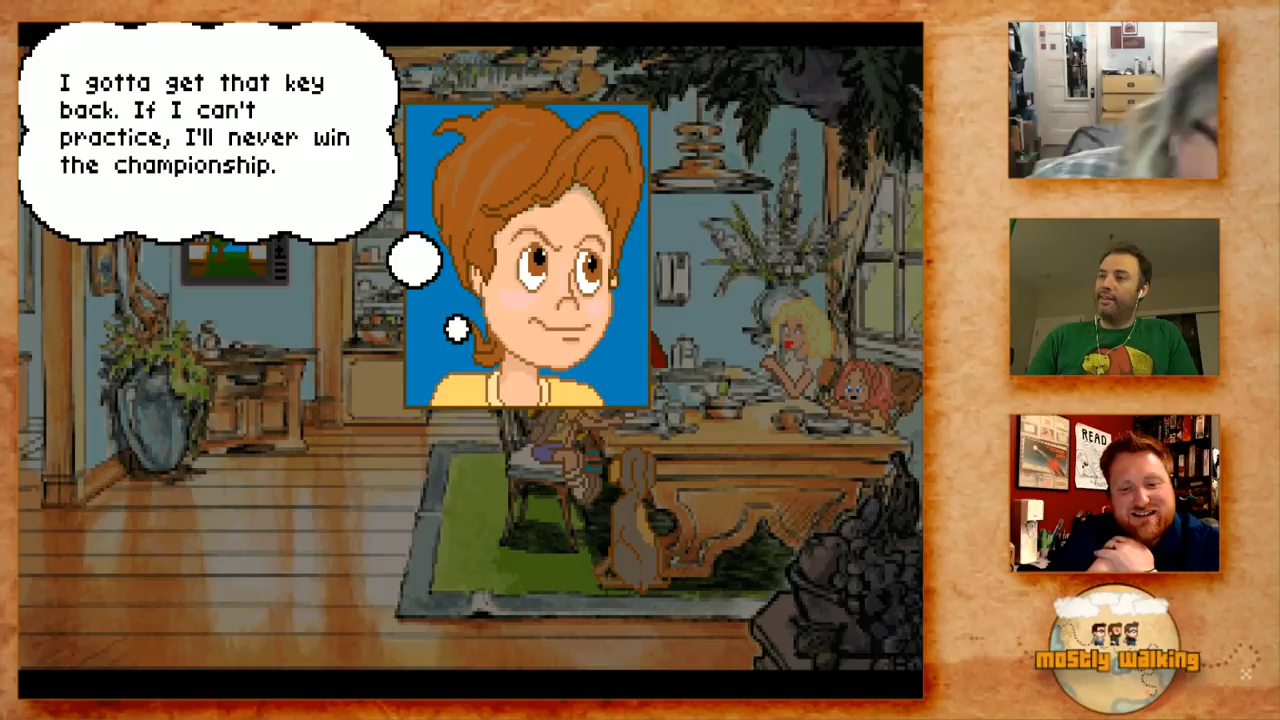 I gotta get that key
back. If I can't
practice, I'll never win
the championship.
READ
mostly walking